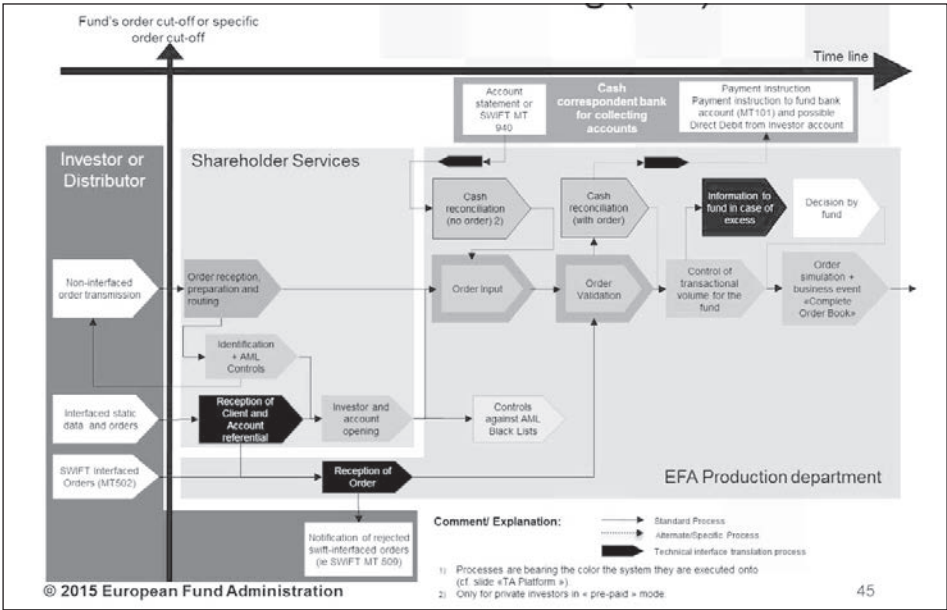 Fund's order cut-off or specific
order cut-off
Time line
Account
statement or
SWIFT MT
940
Cash
correspondent bank
for collecting
accounts
Payment Instruction
Payment instruction to fund bank
account (MT101) and possible
Direct Debit from Investor account
Investor or
Distributor
Shareholder Services
Cash
reconciliation
(no order) 2)
Cash
reconciliation
(with order)
Information to
fund in case of
excess
Decision by
fund
Non-interfaced
order transmission
Order reception,
preparation and
routing
Order Input
Order
Validation
Control of
transactional
volume for the
fund
Order
simulation +
business event
«Complete
Order Book»
Identification
+ AML
Controls
Interfaced static
data and orders
Reception of
Client and
Account
referential
Investor and
account
opening
Controls
against AML
Black Lists
SWIFT Interfaced
Orders (MT502)
Reception of
Order
EFA Production department
Notification of rejected
swift-interfaced orders
(ie SWIFT MT 509)
Comment/ Explanation:
Standard Process
Alternate/Specific Process
Technical interface translation process
1) Processes are bearing the color the system they are executed onto
(cf. slide «TA Platform »).
2) Only for private investors in « pre-paid » mode
© 2015 European Fund Administration
45